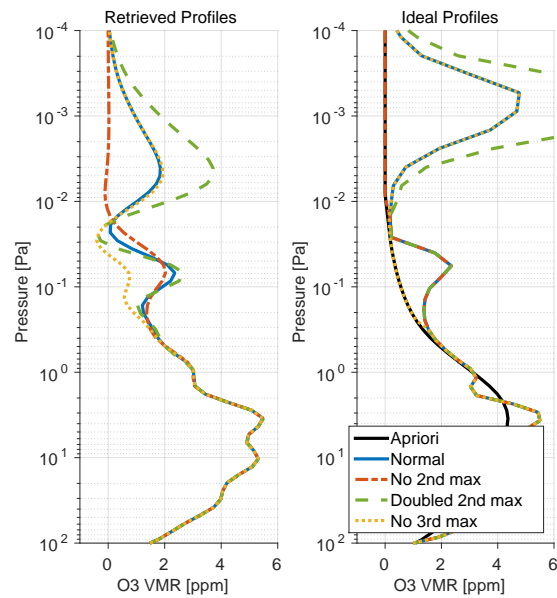 Retrieved Profiles
Ideal Profiles
10^-4
10^-3
10^-2
10^-1
10^0
10^1
10^2
Pressure [Pa]
0 2 4 6
O3 VMR [ppm]
10^-4
10^-3
10^-2
10^-1
10^0
10^1
10^2
Pressure [Pa]
Apriori
Normal
No 2nd max
Doubled 2nd max
No 3rd max
0 2 4 6
O3 VMR [ppm]